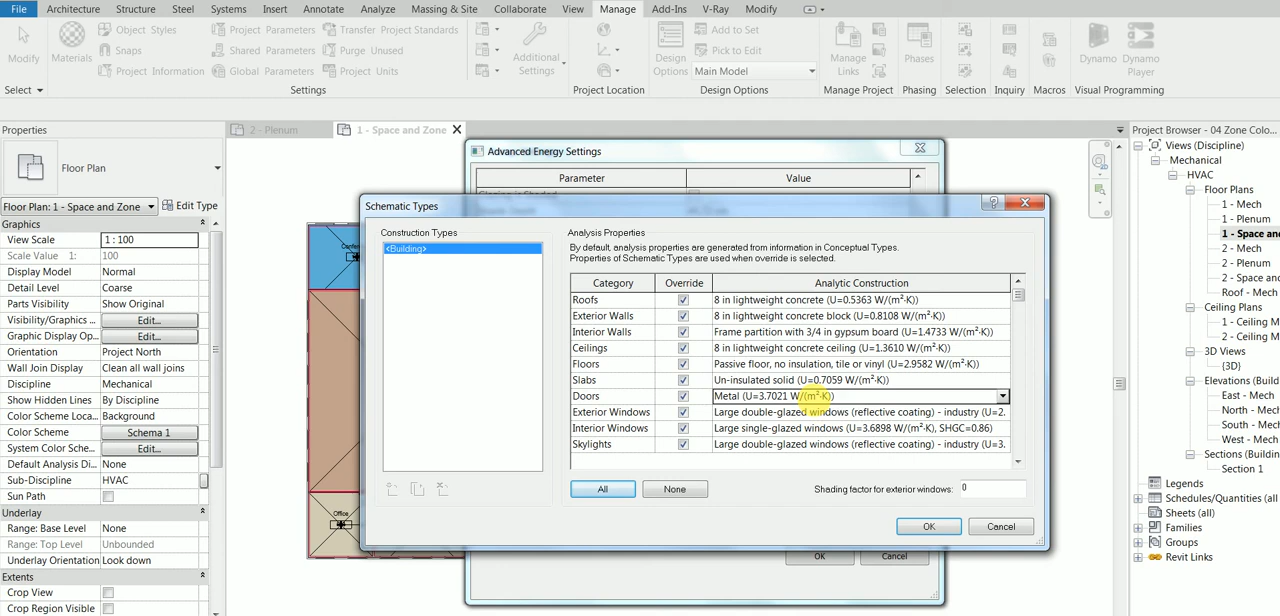 File Architecture Structure Steel Systems Insert Annotate Analyze Massing & Site Collaborate View Manage Add-Ins V-Ray Modify
Object Styles Project Parameters Transfer Project Standards Add to Set
Snaps Shared Parameters Purge Unused Pick to Edit
Modify Materials Project Information Global Parameters Project Units Additional Settings Design Options Main Model Manage Links Phases Dynamo Dynamo Player
Select Settings Project Location Design Options Manage Project Phasing Selection Inquiry Macros Visual Programming
Properties
2 - Plenum
1 - Space and Zone
Project Browser - 04 Zone Colo...
Floor Plan
Floor Plan: 1 - Space and Zone
Edit Type
Graphics
View Scale 1 : 100
Scale Value 1: 100
Display Model Normal
Detail Level Coarse
Parts Visibility Show Original
Visibility/Graphics ... Edit...
Graphic Display Op... Edit...
Orientation Project North
Wall Join Display Clean all wall joins
Discipline Mechanical
Show Hidden Lines By Discipline
Color Scheme Loca... Background
Color Scheme Schema 1
System Color Sche... Edit...
Default Analysis Di... None
Sub-Discipline HVAC
Sun Path
Underlay
Range: Base Level None
Range: Top Level Unbounded
Underlay Orientation Look down
Extents
Crop View
Crop Region Visible
Office
Advanced Energy Settings
Parameter Value
Schematic Types
Construction Types
<Building>
Analysis Properties
By default, analysis properties are generated from information in Conceptual Types.
Properties of Schematic Types are used when override is selected.
Category Override Analytic Construction
Roofs 8 in lightweight concrete (U=0.5363 W/(m²·K))
Exterior Walls 8 in lightweight concrete block (U=0.8108 W/(m²·K))
Interior Walls Frame partition with 3/4 in gypsum board (U=1.4733 W/(m²·K))
Ceilings 8 in lightweight concrete ceiling (U=1.3610 W/(m²·K))
Floors Passive floor, no insulation, tile or vinyl (U=2.9582 W/(m²·K))
Slabs Un-insulated solid (U=0.7059 W/(m²·K))
Doors Metal (U=3.7021 W/(m²·K))
Exterior Windows Large double-glazed windows (reflective coating) - industry (U=2.
Interior Windows Large single-glazed windows (U=3.6898 W/(m²·K), SHGC=0.86)
Skylights Large double-glazed windows (reflective coating) - industry (U=3.
All None Shading factor for exterior windows: 0
OK Cancel
OK Cancel
Views (Discipline)
Mechanical
HVAC
Floor Plans
1 - Mech
1 - Plenum
1 - Space and
2 - Mech
2 - Plenum
2 - Space and
Roof - Mech
Ceiling Plans
1 - Ceiling M
2 - Ceiling M
3D Views
{3D}
Elevations (Build
East - Mech
North - Mech
South - Mech
West - Mech
Sections (Building
Section 1
Legends
Schedules/Quantities (al
Sheets (all)
Families
Groups
Revit Links